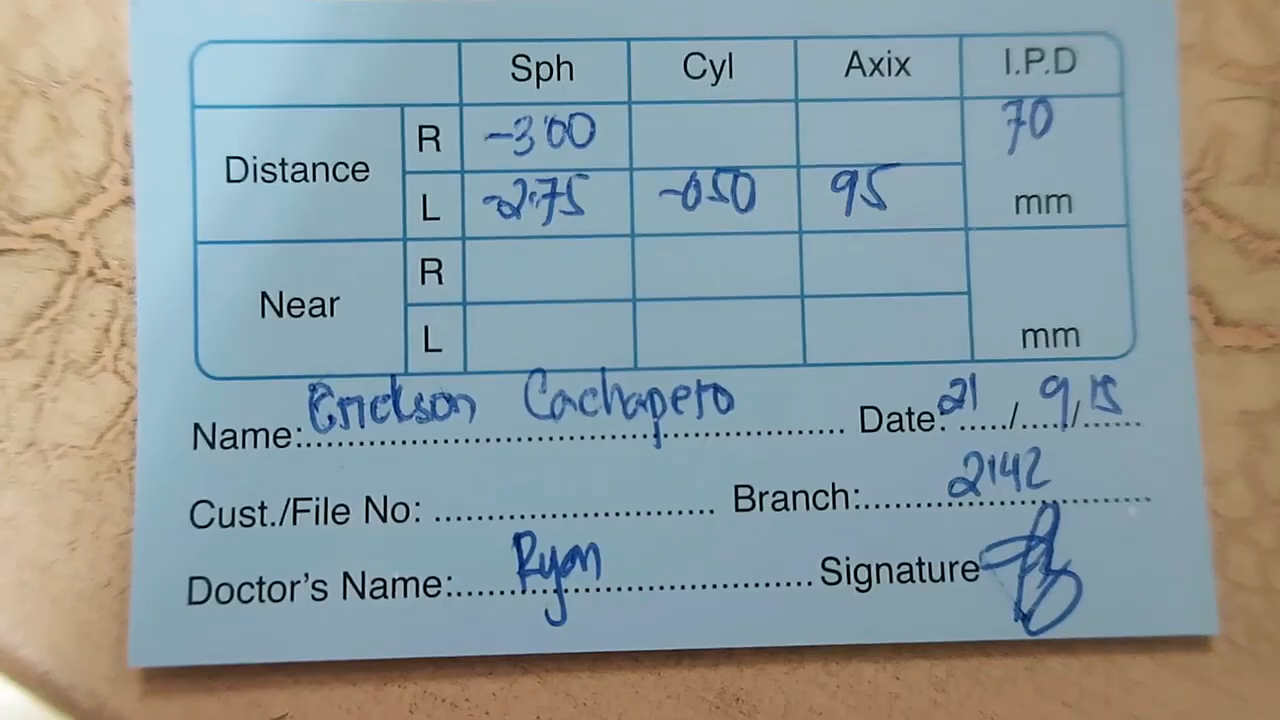 Sph Cyl Axix I.P.D
Distance R -3.00 70
L -2.75 -0.50 95 mm
Near R
L mm
Name: Erickson Cachapero Date: 21 / 9 / 15
Cust./File No: Branch: 2142
Doctor's Name: Ryan Signature